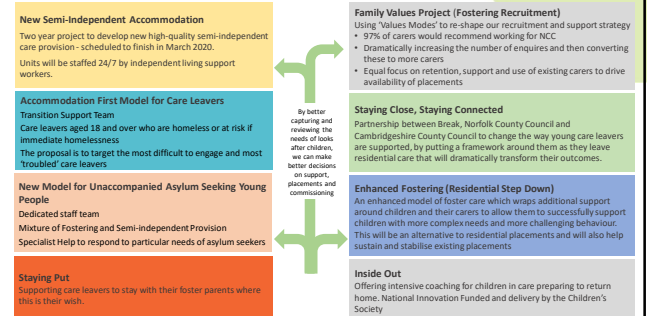 New Semi-Independent Accommodation
Two year project to develop new high-quality semi-independent
care provision - scheduled to finish in March 2020.
Units will be staffed 24/7 by independent living support
workers.
Accommodation First Model for Care Leavers
Transition Support Team
Care leavers aged 18 and over who are homeless or at risk if
immediate homelessness
The proposal is to target the most difficult to engage and most
'troubled' care leavers
New Model for Unaccompanied Asylum Seeking Young
People
Dedicated staff team
Mixture of Fostering and Semi-independent Provision
Specialist Help to respond to particular needs of asylum seekers
Staying Put
Supporting care leavers to stay with their foster parents where
this is their wish.
By better
capturing and
reviewing the
needs of looks
after children,
we can make
better decisions
on support,
placements and
commissioning
Family Values Project (Fostering Recruitment)
Using 'Values Modes' to re-shape our recruitment and support strategy
• 97% of carers would recommend working for NCC
• Dramatically increasing the number of enquires and then converting
these to more carers
• Equal focus on retention, support and use of existing carers to drive
availability of placements
Staying Close, Staying Connected
Partnership between Break, Norfolk County Council and
Cambridgeshire County Council to change the way young care leavers
are supported, by putting a framework around them as they leave
residential care that will dramatically transform their outcomes.
Enhanced Fostering (Residential Step Down)
An enhanced model of foster care which wraps additional support
around children and their carers to allow them to successfully support
children with more complex needs and more challenging behaviour.
This will be an alternative to residential placements and will also help
sustain and stabilise existing placements
Inside Out
Offering intensive coaching for children in care preparing to return
home. National Innovation Funded and delivery by the Children's
Society